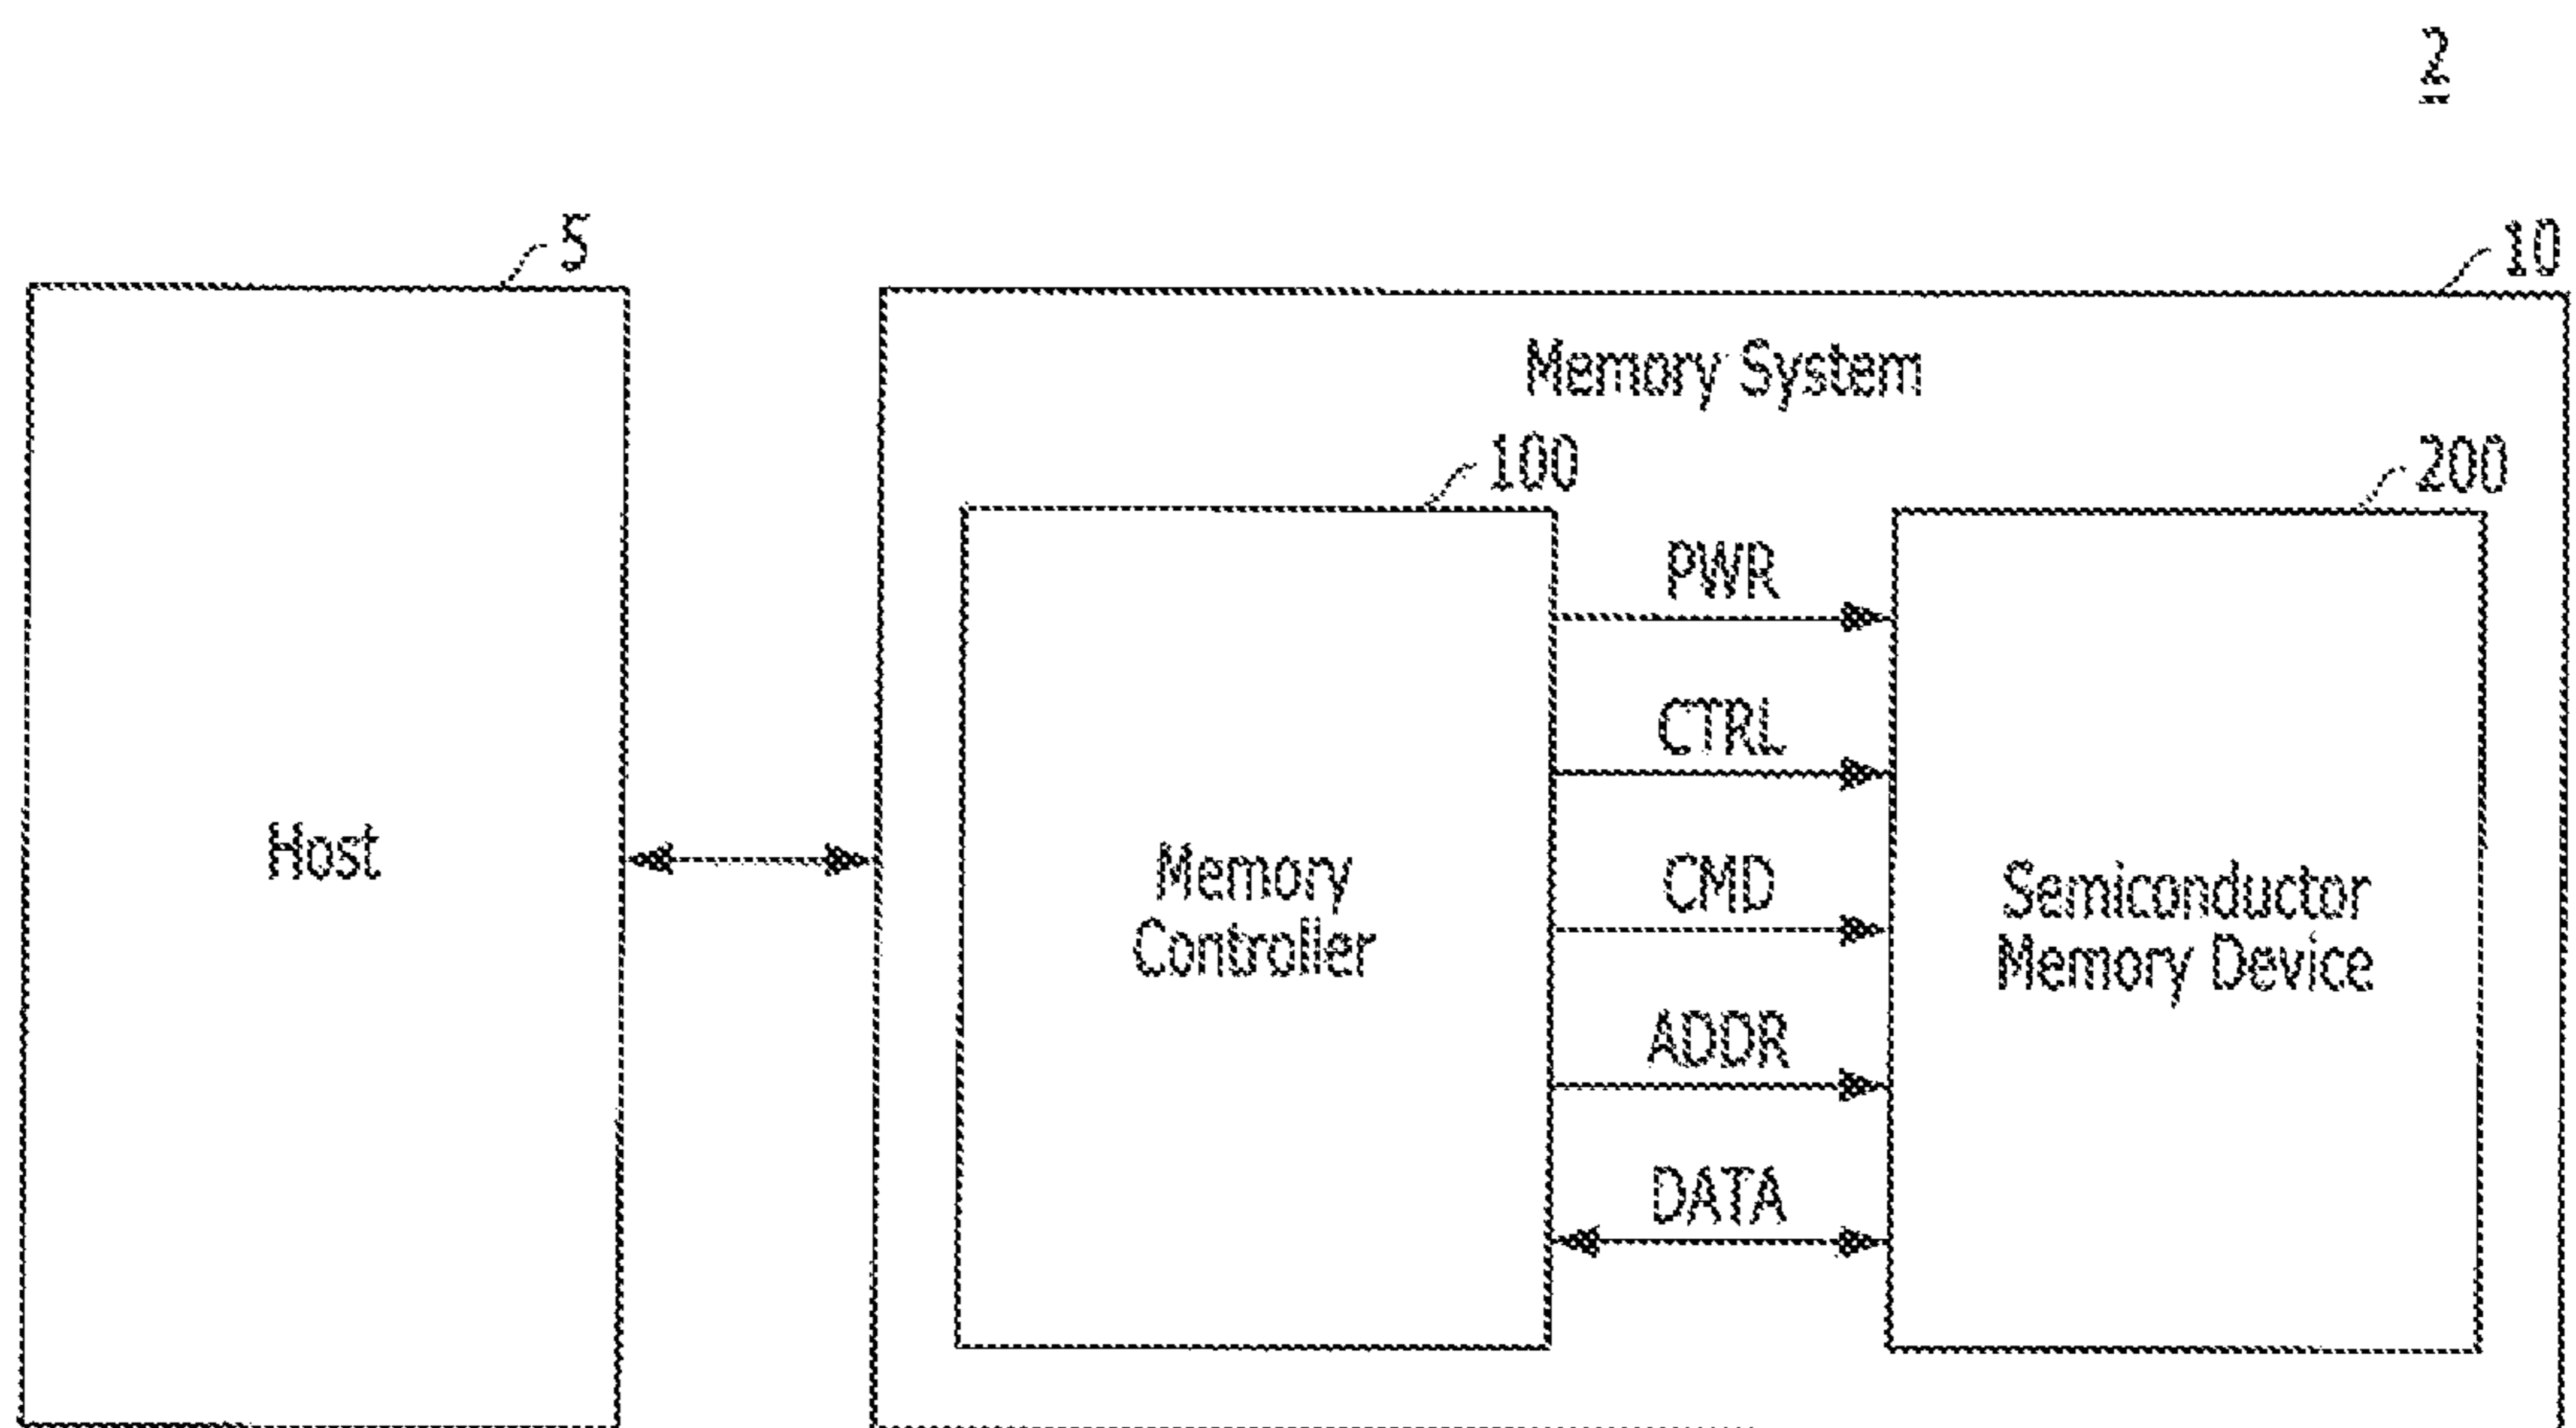 2
5
10
Memory System
100
200
PWR
CTRL
Host
CMD
Memory
Controller
Semiconductor
Memory Device
ADDR
DATA